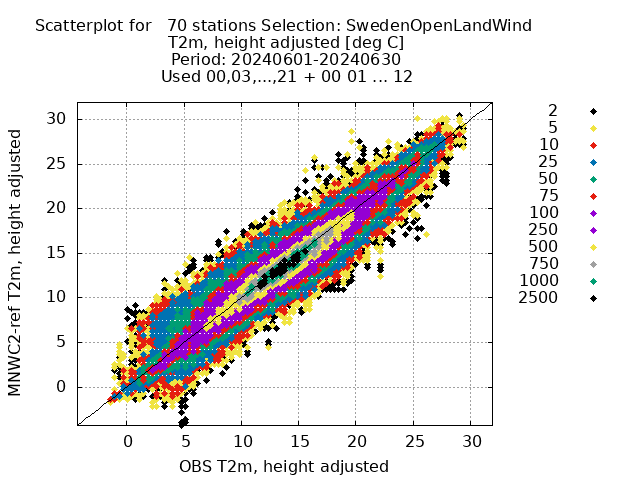 Scatterplot for 70 stations Selection: SwedenOpenLandWind
T2m, height adjusted [deg C]
Period: 20240601-20240630
Used 00,03,...,21 + 00 01 ... 12
30
25
20
15
10
5
0
0 5 10 15 20 25 30
MNWC2-ref T2m, height adjusted
OBS T2m, height adjusted
2
5
10
25
50
75
100
250
500
750
1000
2500